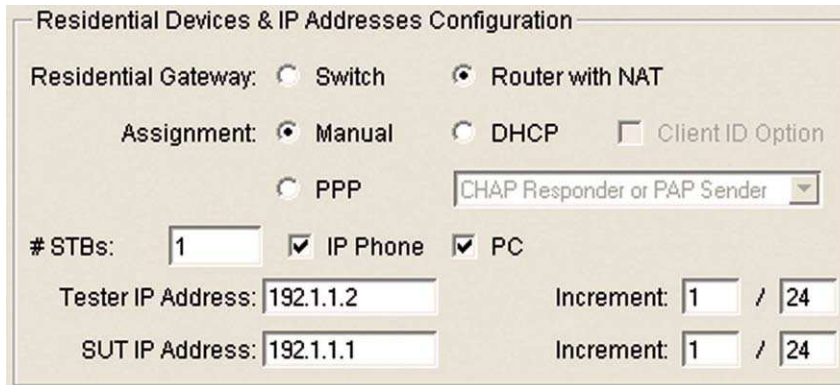 Residential Devices & IP Addresses Configuration
Residential Gateway: Switch Router with NAT
Assignment: Manual DHCP Client ID Option
PPP CHAP Responder or PAP Sender
# STBs: 1 IP Phone PC
Tester IP Address: 192.1.1.2 Increment: 1 / 24
SUT IP Address: 192.1.1.1 Increment: 1 / 24